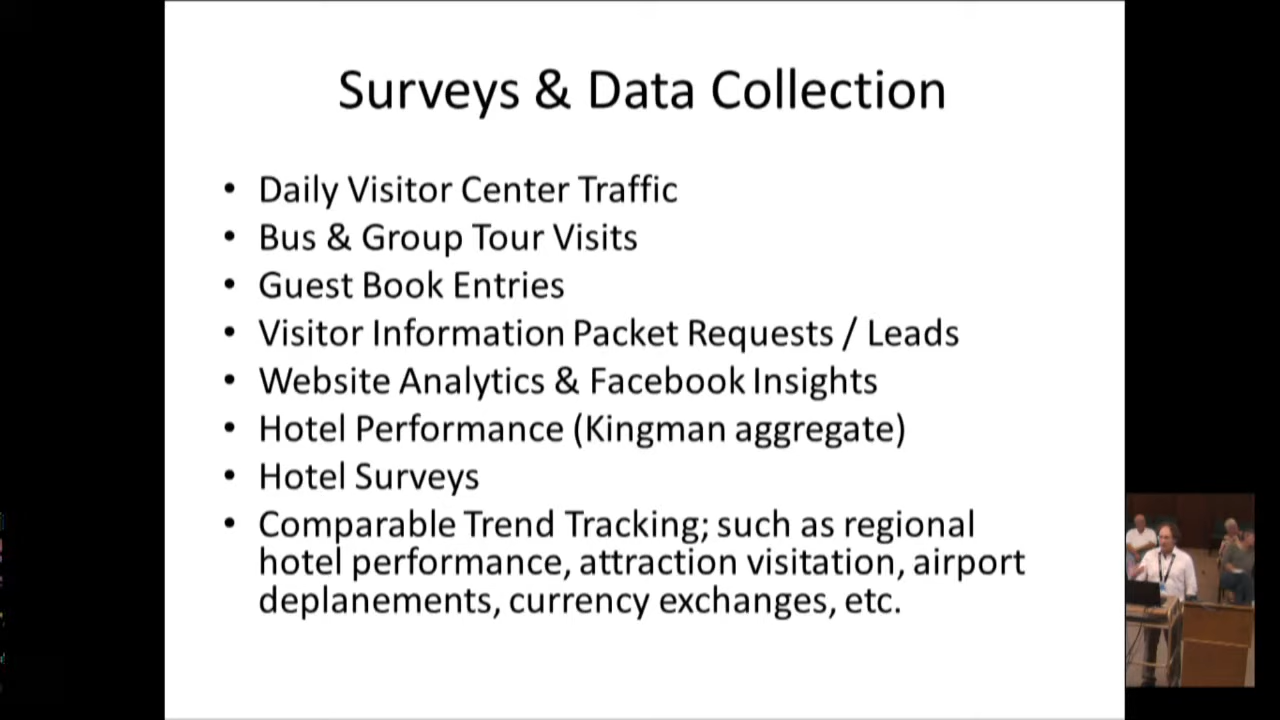 Surveys & Data Collection
• Daily Visitor Center Traffic
• Bus & Group Tour Visits
• Guest Book Entries
• Visitor Information Packet Requests / Leads
• Website Analytics & Facebook Insights
• Hotel Performance (Kingman aggregate)
• Hotel Surveys
• Comparable Trend Tracking; such as regional
hotel performance, attraction visitation, airport
deplanements, currency exchanges, etc.